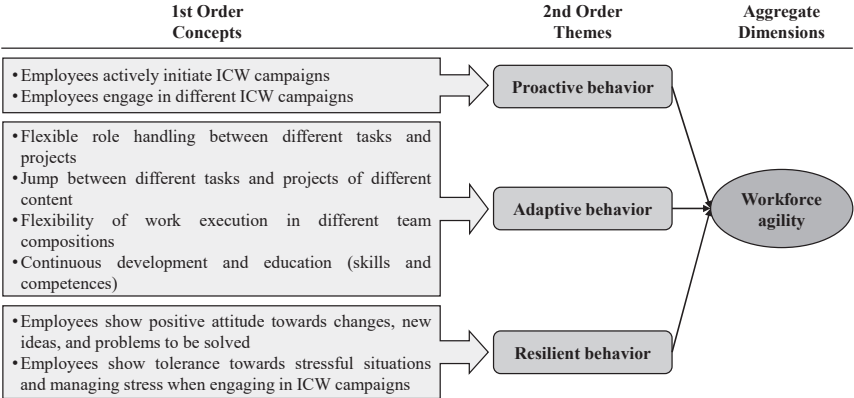 1st Order
Concepts
2nd Order
Themes
Aggregate
Dimensions
•Employees actively initiate ICW campaigns
•Employees engage in different ICW campaigns
Proactive behavior
•Flexible role handling between different tasks and
projects
•Jump between different tasks and projects of different
content
•Flexibility of work execution in different team
compositions
•Continuous development and education (skills and
competences)
Adaptive behavior
Workforce
agility
•Employees show positive attitude towards changes, new
ideas, and problems to be solved
•Employees show tolerance towards stressful situations
and managing stress when engaging in ICW campaigns
Resilient behavior